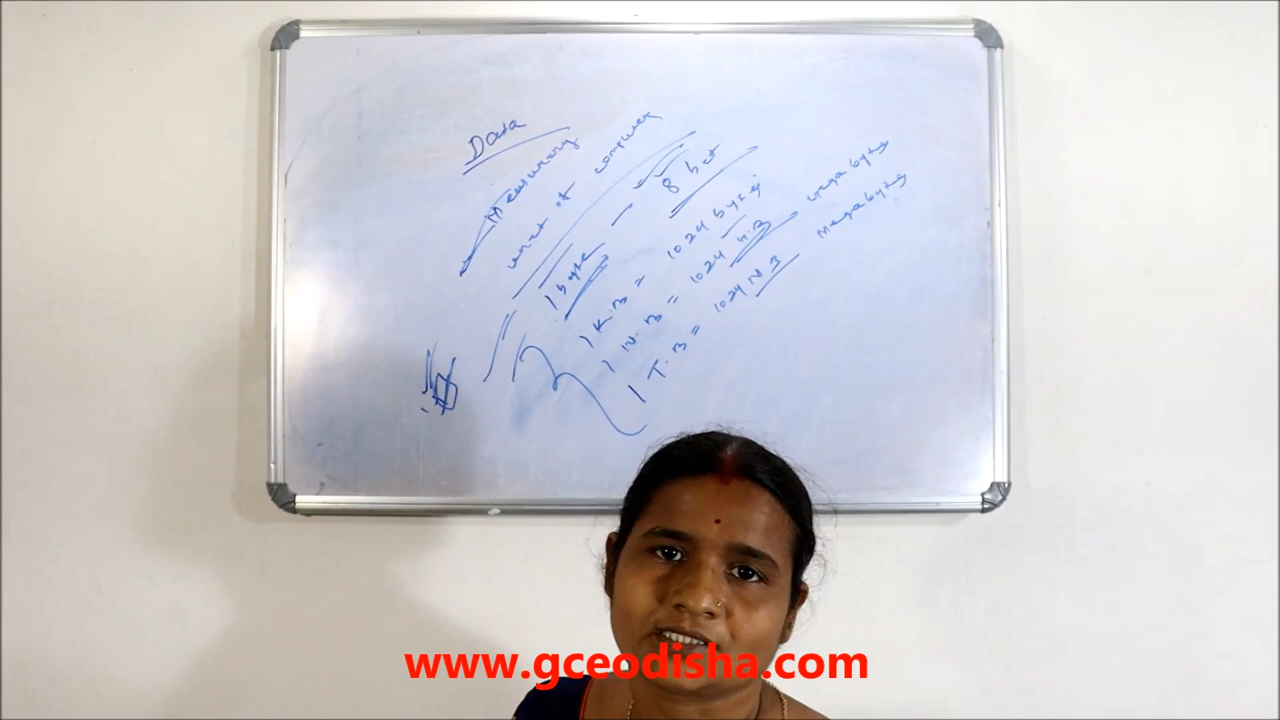 Data
Measuring
unit of computer
1 byte - 8 bit
1 K.B = 1024 bytes
1 M.B = 1024 K.B
1 T.B = 1024 M.B
Megabytes
www.gceodisha.com